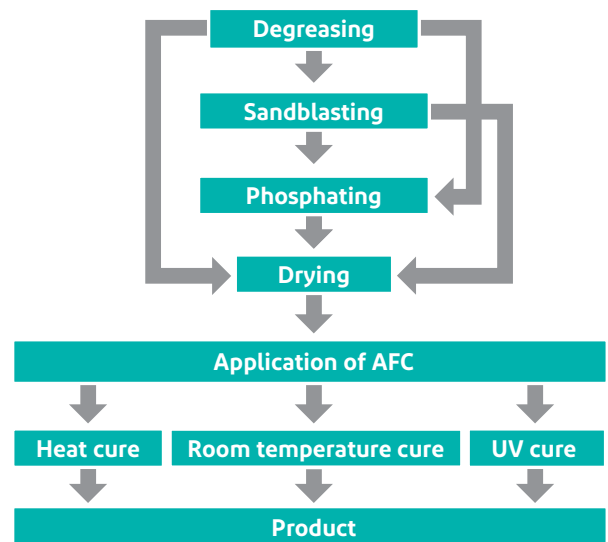 Degreasing
Sandblasting
Phosphating
Drying
Application of AFC
Heat cure
Room temperature cure
UV cure
Product